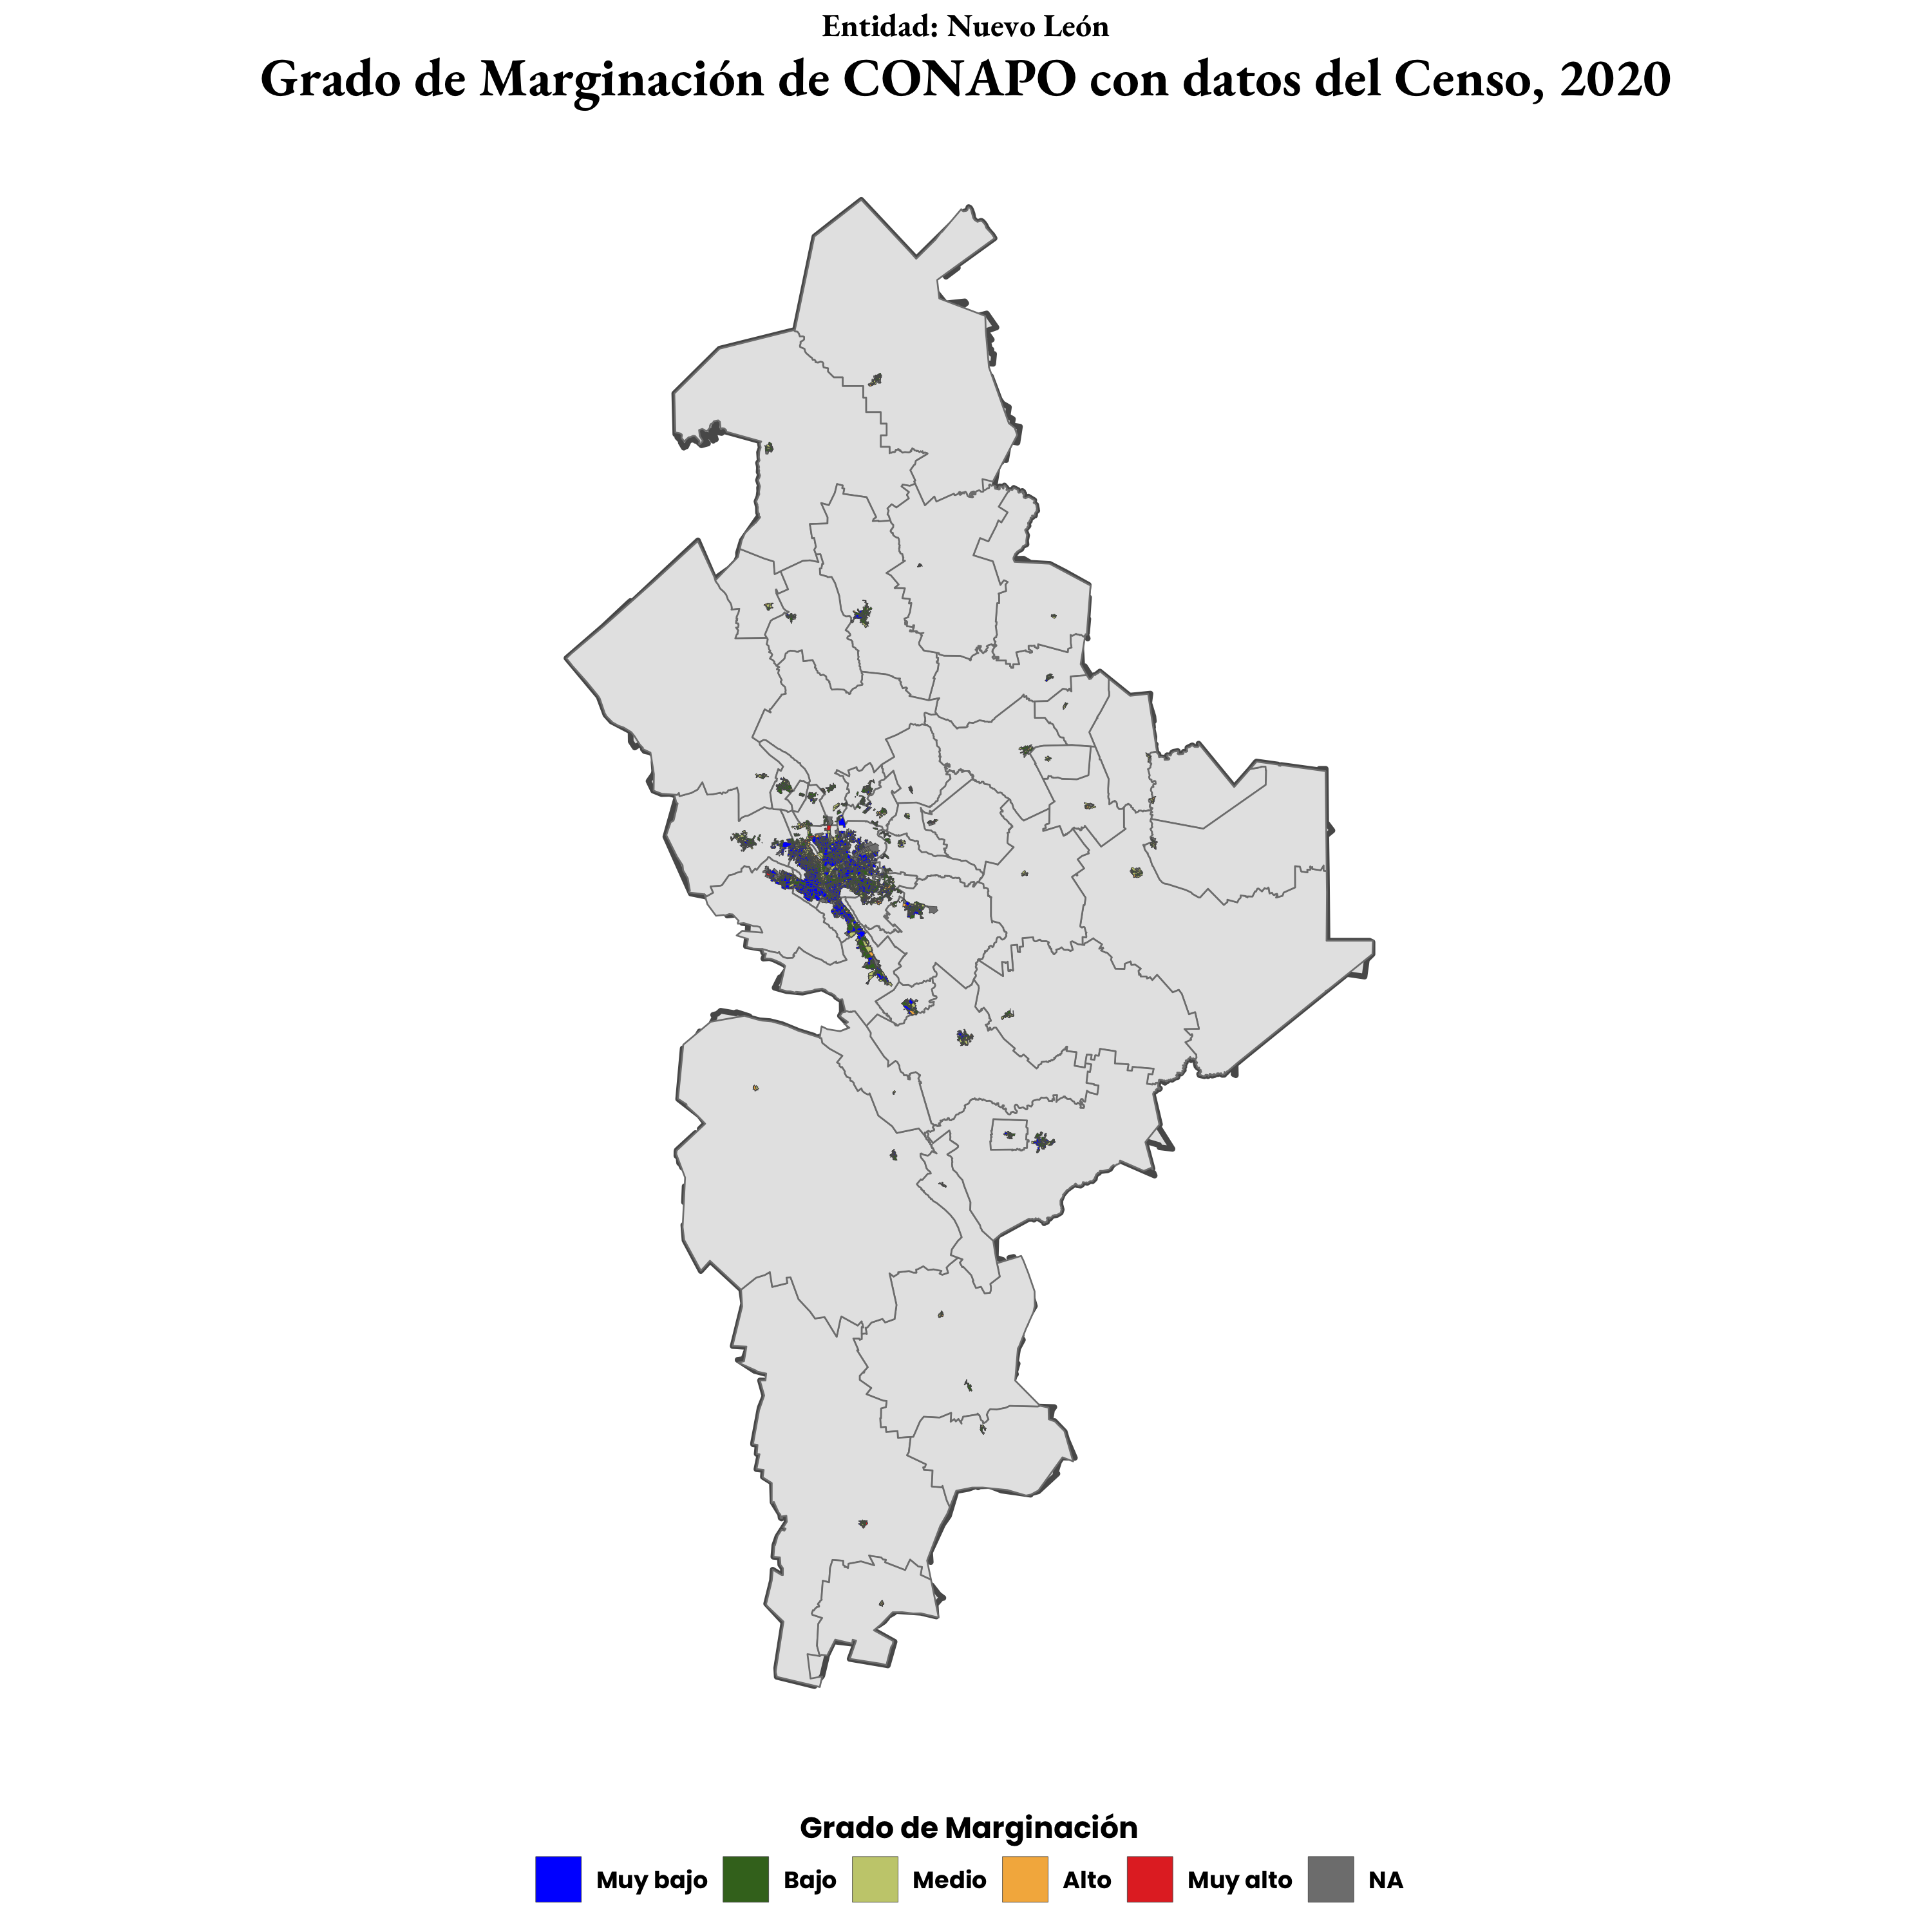 Entidad: Nuevo León
Grado de Marginación de CONAPO con datos del Censo, 2020
Grado de Marginación
Muy bajo Bajo Medio Alto Muy alto NA